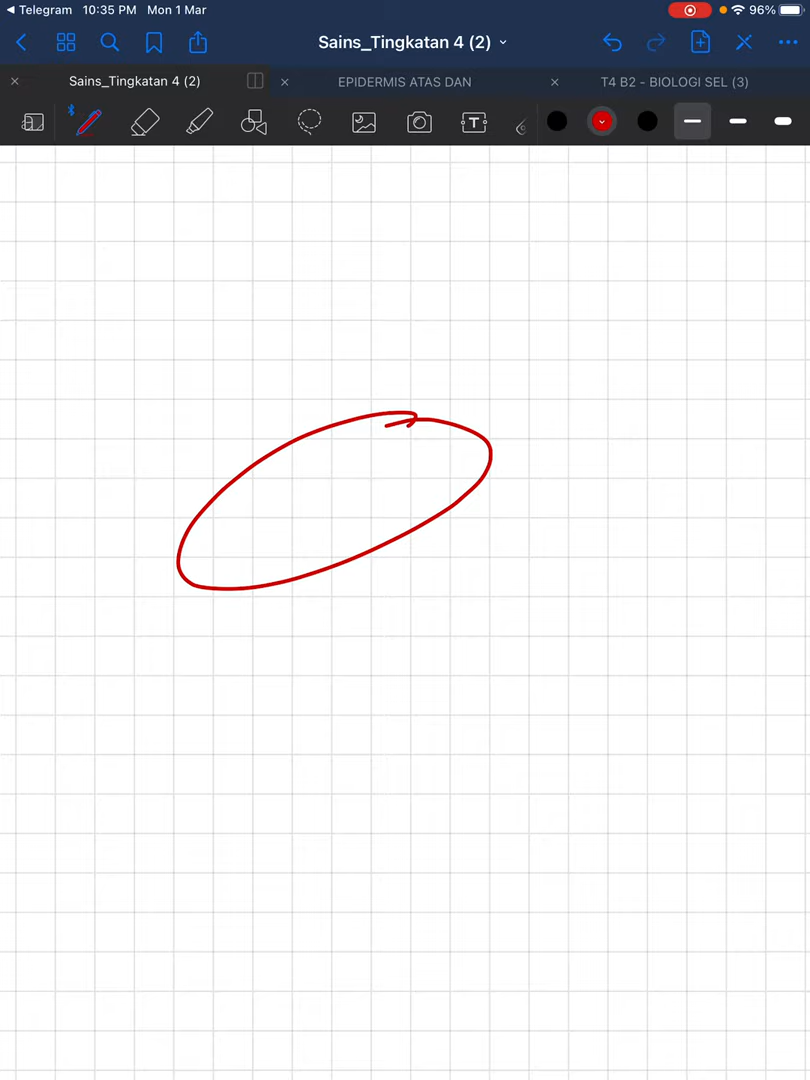 Telegram 10:35 PM Mon 1 Mar 96%
Sains_Tingkatan 4 (2)
Sains_Tingkatan 4 (2) EPIDERMIS ATAS DAN T4 B2 - BIOLOGI SEL (3)
T